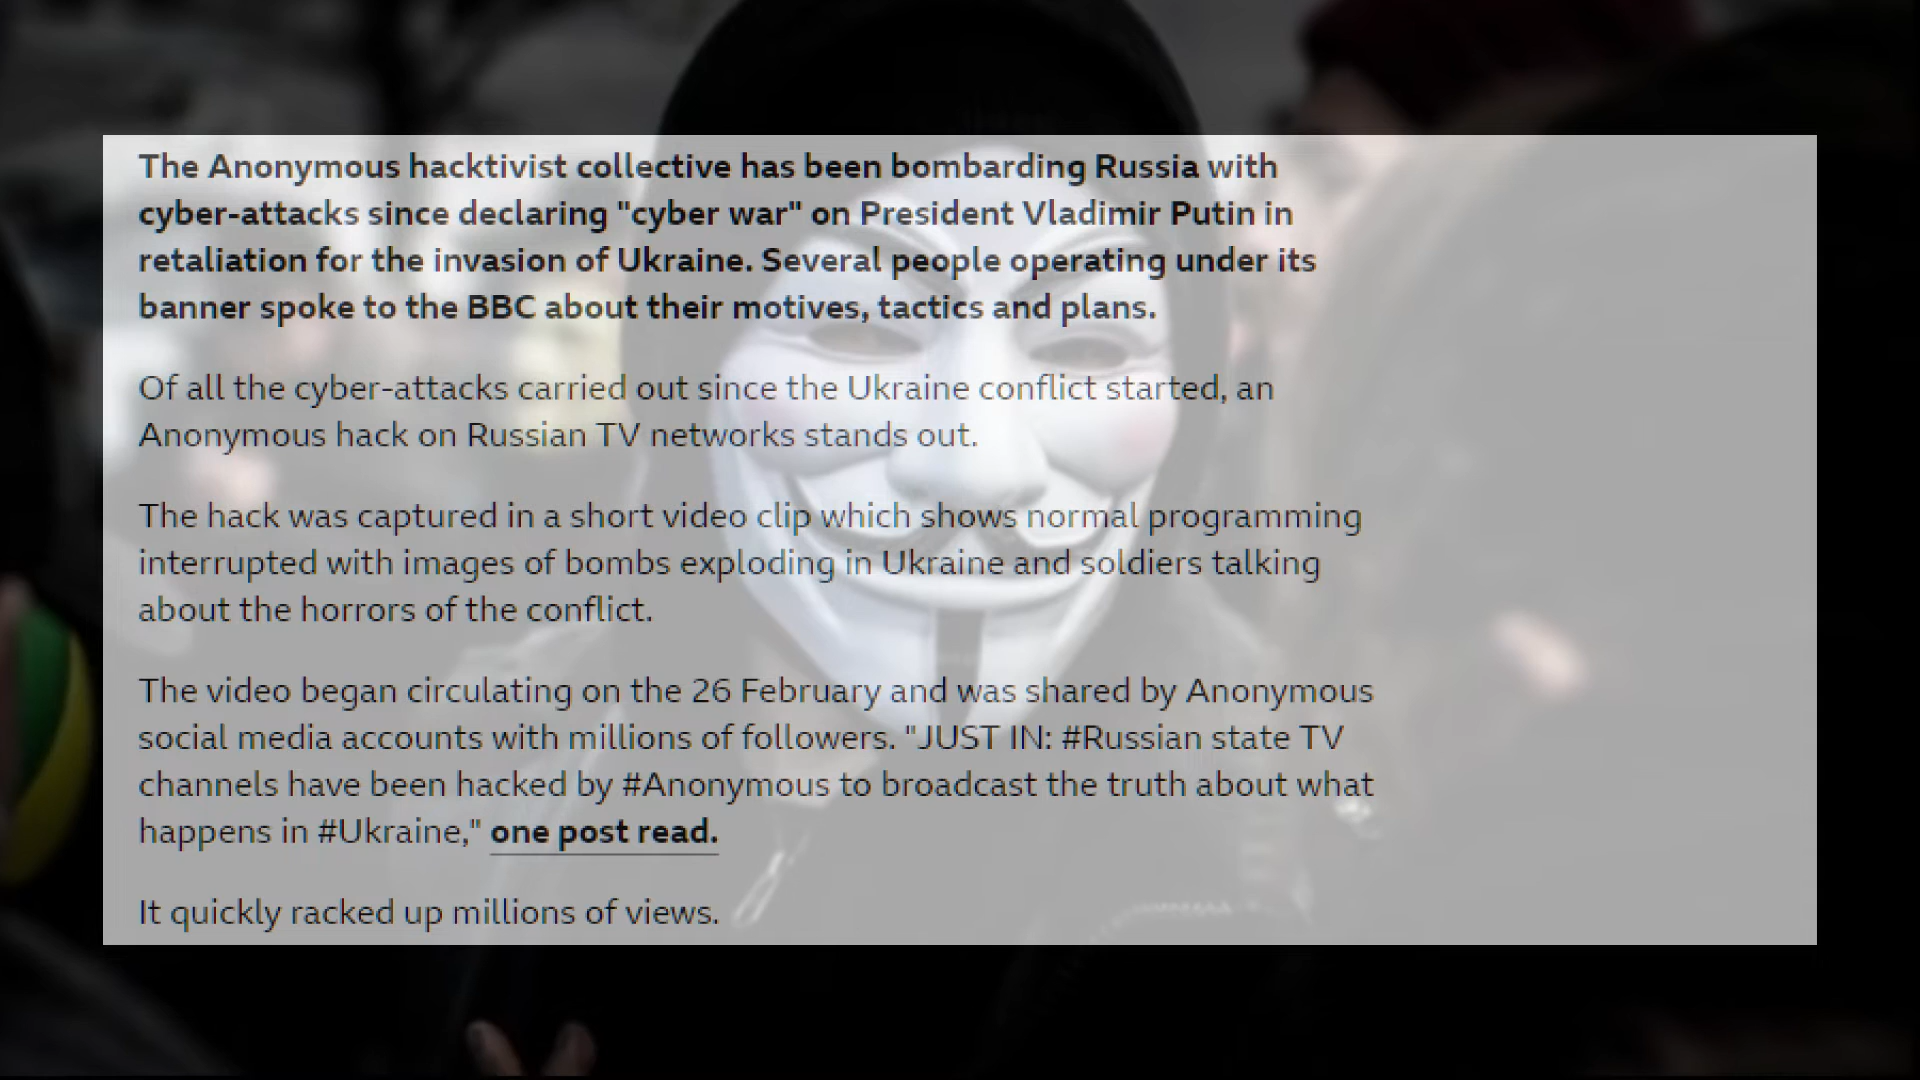 The Anonymous hacktivist collective has been bombarding Russia with
cyber-attacks since declaring "cyber war" on President Vladimir Putin in
retaliation for the invasion of Ukraine. Several people operating under its
banner spoke to the BBC about their motives, tactics and plans.
Of all the cyber-attacks carried out since the Ukraine conflict started, an
Anonymous hack on Russian TV networks stands out.
The hack was captured in a short video clip which shows normal programming
interrupted with images of bombs exploding in Ukraine and soldiers talking
about the horrors of the conflict.
The video began circulating on the 26 February and was shared by Anonymous
social media accounts with millions of followers. "JUST IN: #Russian state TV
channels have been hacked by #Anonymous to broadcast the truth about what
happens in #Ukraine," one post read.
It quickly racked up millions of views.